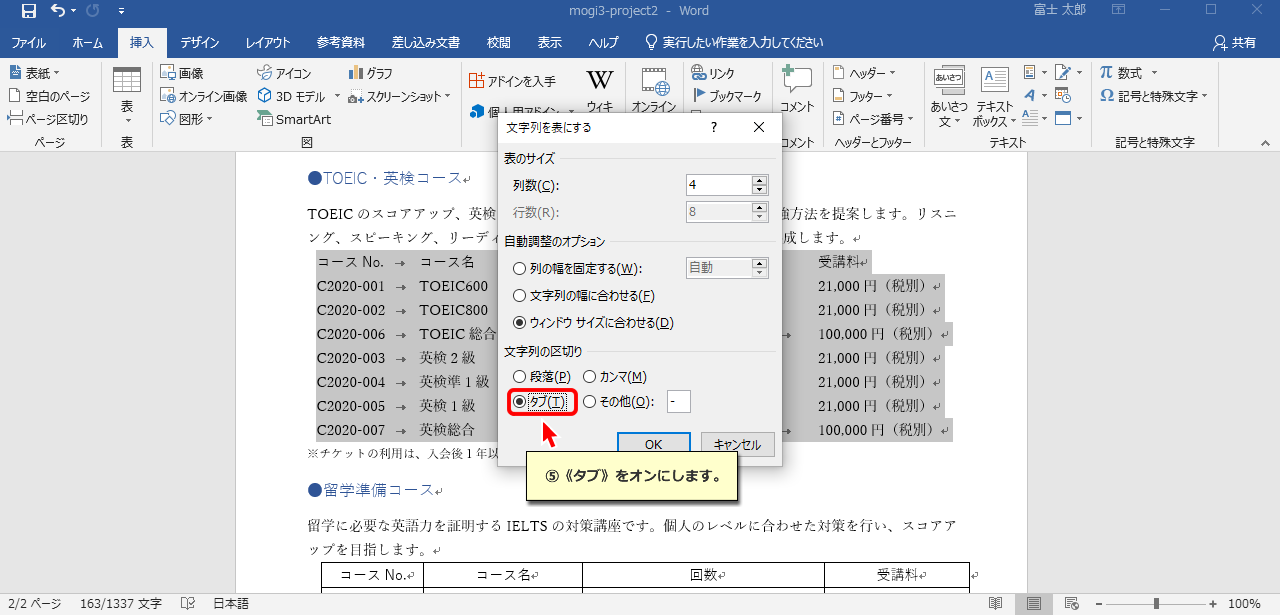 mogi3-project2 - Word
富士 太郎
ファイル ホーム 挿入 デザイン レイアウト 参考資料 差し込み文書 校閲 表示 ヘルプ 実行したい作業を入力してください 共有
表紙
空白のページ
ページ区切り
ページ
表
表
画像
オンライン画像
図形
アイコン
3D モデル
SmartArt
グラフ
スクリーンショット
図
アドインを入手
個人用アドイン
W ウィキ
オンライン
リンク
ブックマーク
コメント
コメント
ヘッダー
フッター
ページ番号
ヘッダーとフッター
あいさつ
あいさつ
文
A
テキスト
ボックス
テキスト
π 数式
Ω 記号と特殊文字
記号と特殊文字
文字列を表にする ? ×
表のサイズ
列数(C): 4
行数(R): 8
自動調整のオプション
列の幅を固定する(W): 自動
文字列の幅に合わせる(F)
ウィンドウ サイズに合わせる(D)
文字列の区切り
段落(P) カンマ(M)
タブ(T) その他(O): -
OK キャンセル
⑤《タブ》をオンにします。
●TOEIC・英検コース
TOEIC のスコアアップ、英検 強方法を提案します。リスニ
ング、スピーキング、リーディ 成します。
コース No. → コース名 受講料
C2020-001 → TOEIC600 21,000 円（税別）
C2020-002 → TOEIC800 21,000 円（税別）
C2020-006 → TOEIC 総合 → 100,000 円（税別）
C2020-003 → 英検 2 級 21,000 円（税別）
C2020-004 → 英検準 1 級 21,000 円（税別）
C2020-005 → 英検 1 級 21,000 円（税別）
C2020-007 → 英検総合 → 100,000 円（税別）
※チケットの利用は、入会後 1 年以
●留学準備コース
留学に必要な英語力を証明する IELTS の対策講座です。個人のレベルに合わせた対策を行い、スコアア
ップを目指します。
コース No. コース名 回数 受講料
2/2 ページ 163/1337 文字 日本語 － ＋ 100%